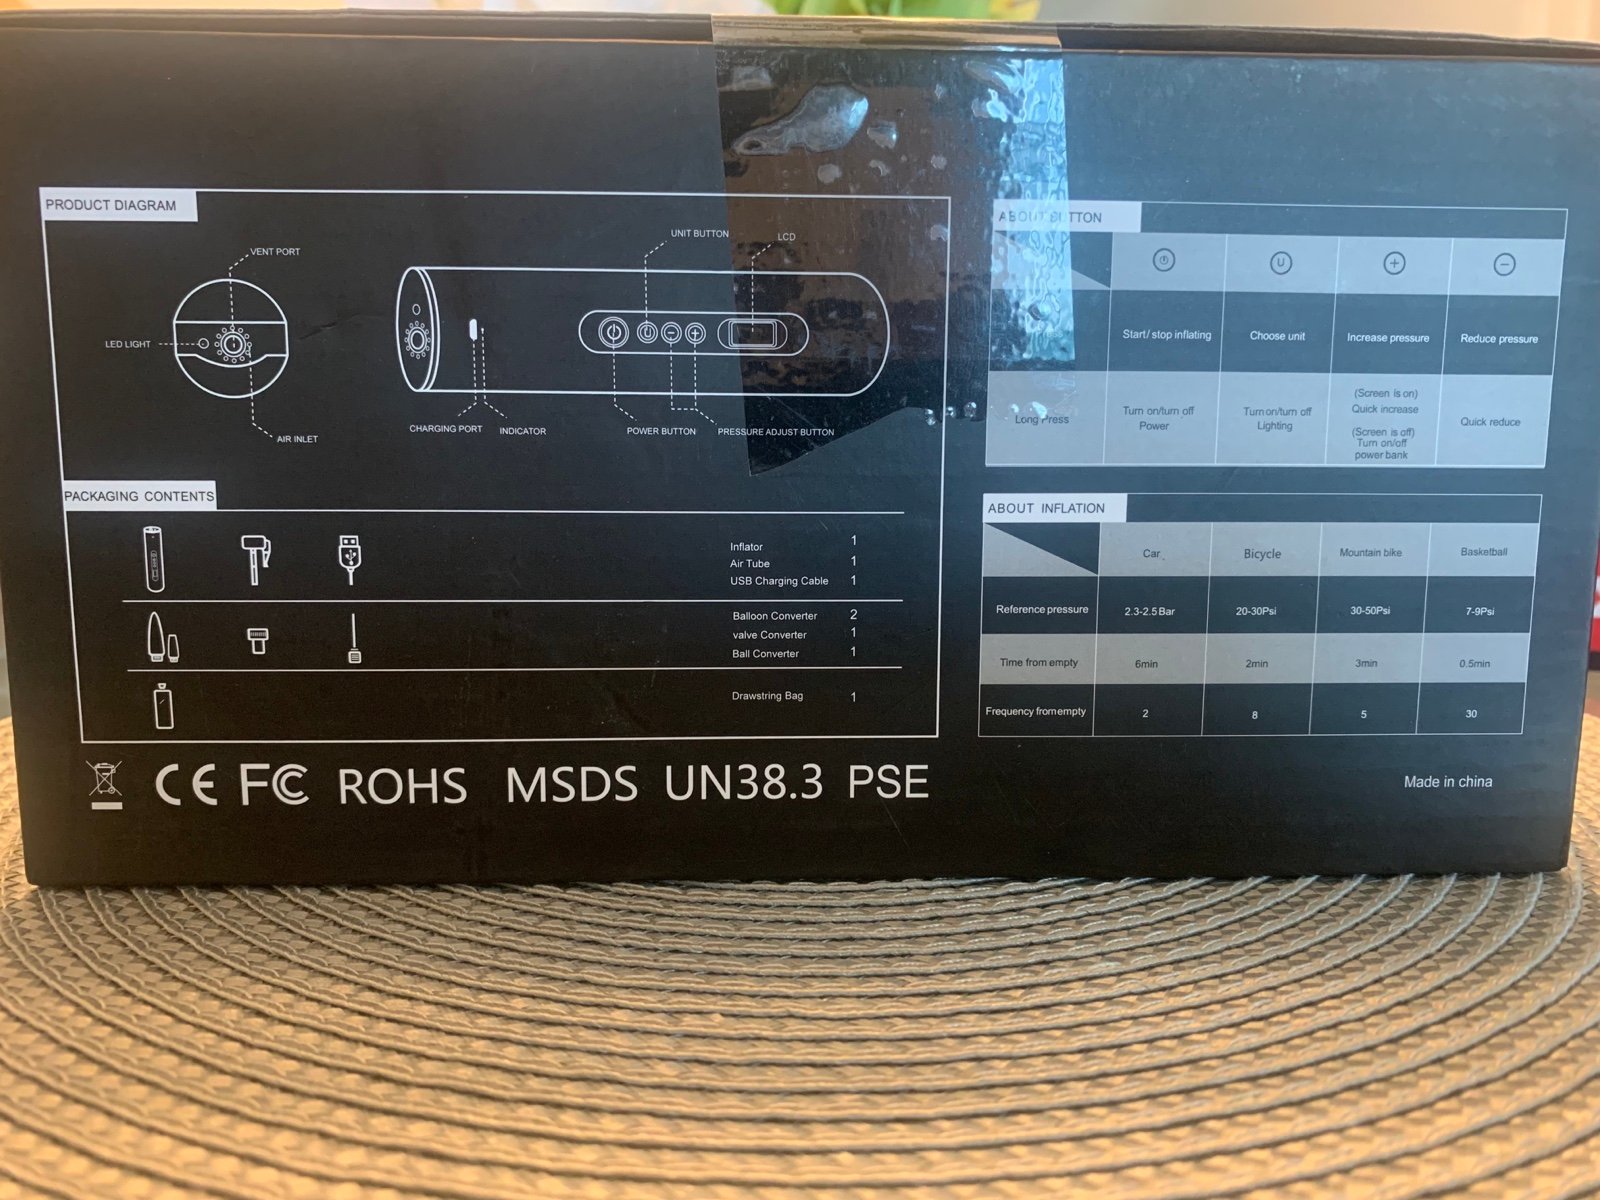 PRODUCT DIAGRAM
VENT PORT
LED LIGHT
AIR INLET
UNIT BUTTON
LCD
CHARGING PORT
INDICATOR
POWER BUTTON
PRESSURE ADJUST BUTTON
PACKAGING CONTENTS
Inflator 1
Air Tube 1
USB Charging Cable 1
Balloon Converter 2
valve Converter 1
Ball Converter 1
Drawstring Bag 1
CE FC ROHS MSDS UN38.3 PSE
ABOUT BUTTON
U + −
Start/ stop inflating Choose unit Increase pressure Reduce pressure
Long Press
Turn on/turn off
Power
Turn on/turn off
Lighting
(Screen is on)
Quick increase
(Screen is off)
Turn on/off
power bank
Quick reduce
ABOUT INFLATION
Car Bicycle Mountain bike Basketball
Reference pressure 2.3-2.5Bar 20-30Psi 30-50Psi 7-9Psi
Time from empty 6min 2min 3min 0.5min
Frequency fromempty 2 8 5 30
Made in china